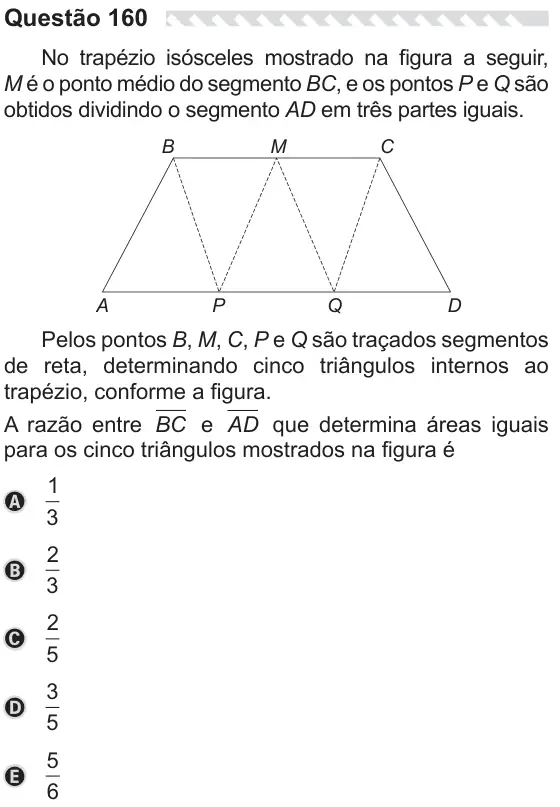 Questão 160
No trapézio isósceles mostrado na figura a seguir,
M é o ponto médio do segmento BC, e os pontos P e Q são
obtidos dividindo o segmento AD em três partes iguais.
B M C
A P Q D
Pelos pontos B, M, C, P e Q são traçados segmentos
de reta, determinando cinco triângulos internos ao
trapézio, conforme a figura.
A razão entre BC e AD que determina áreas iguais
para os cinco triângulos mostrados na figura é
A 1/3
B 2/3
C 2/5
D 3/5
E 5/6